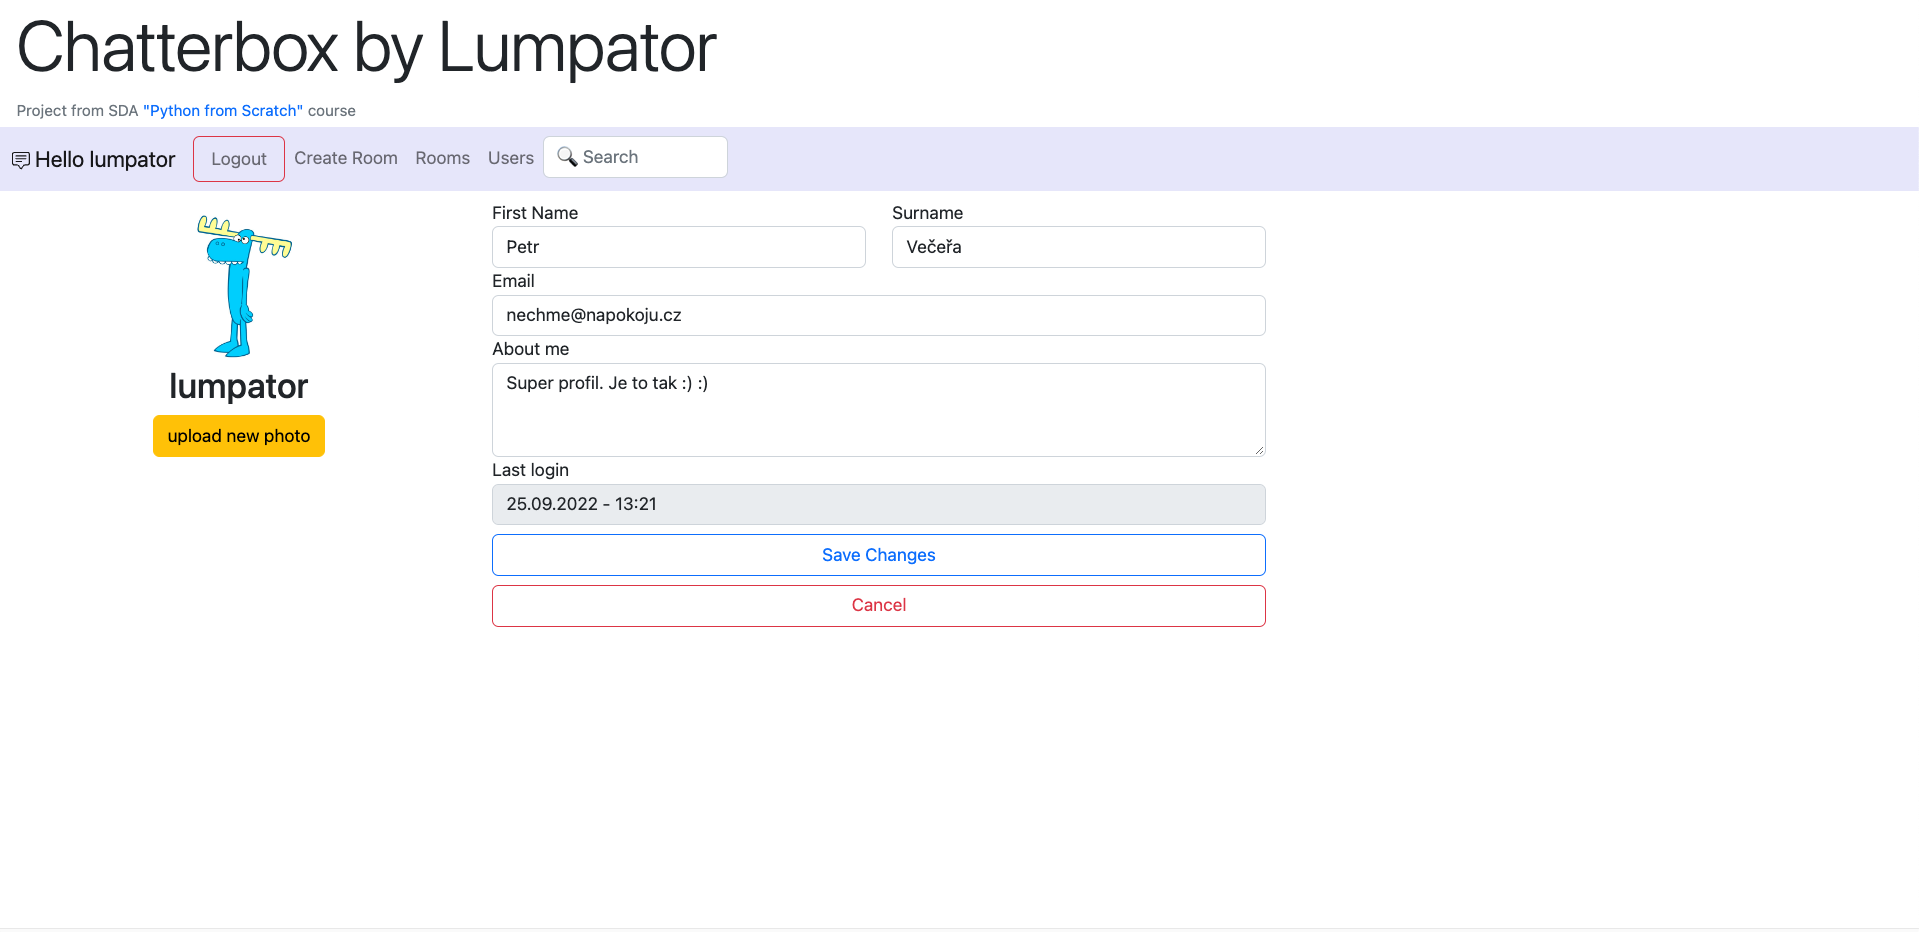 Chatterbox by Lumpator
Project from SDA "Python from Scratch" course
Hello lumpator Logout Create Room Rooms Users Search
lumpator
upload new photo
First Name Surname
Petr Večeřa
Email
nechme@napokoju.cz
About me
Super profil. Je to tak :) :)
Last login
25.09.2022 - 13:21
Save Changes
Cancel